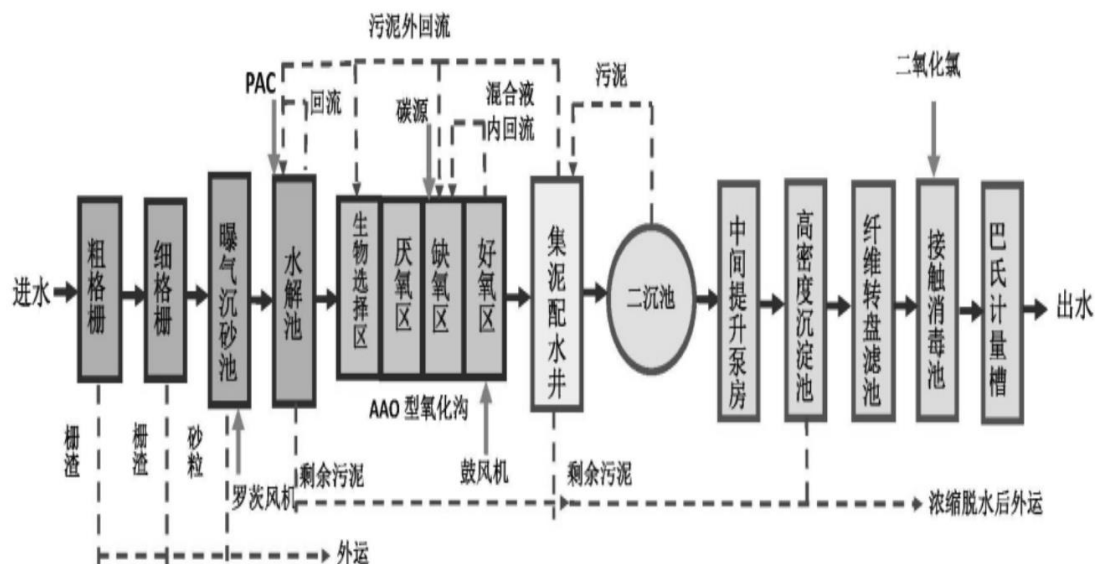 污泥外回流
二氧化氯
污泥
PAC
回流
碳源
混合液
内回流
进水
粗格栅
细格栅
曝气沉砂池
水解池
生物选择区
厌氧区
缺氧区
好氧区
集泥配水井
二沉池
中间提升泵房
高密度沉淀池
纤维转盘滤池
接触消毒池
巴氏计量槽
出水
AAO型氧化沟
栅渣
栅渣
砂粒
罗茨风机
剩余污泥
鼓风机
剩余污泥
浓缩脱水后外运
外运